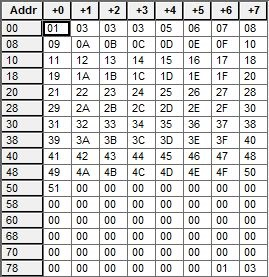 Addr +0 +1 +2 +3 +4 +5 +6 +7
00 01 03 03 03 05 06 07 08
08 09 0A 0B 0C 0D 0E 0F 10
10 11 12 13 14 15 16 17 18
18 19 1A 1B 1C 1D 1E 1F 20
20 21 22 23 24 25 26 27 28
28 29 2A 2B 2C 2D 2E 2F 30
30 31 32 33 34 35 36 37 38
38 39 3A 3B 3C 3D 3E 3F 40
40 41 42 43 44 45 46 47 48
48 49 4A 4B 4C 4D 4E 4F 50
50 51 00 00 00 00 00 00 00
58 00 00 00 00 00 00 00 00
60 00 00 00 00 00 00 00 00
68 00 00 00 00 00 00 00 00
70 00 00 00 00 00 00 00 00
78 00 00 00 00 00 00 01 03